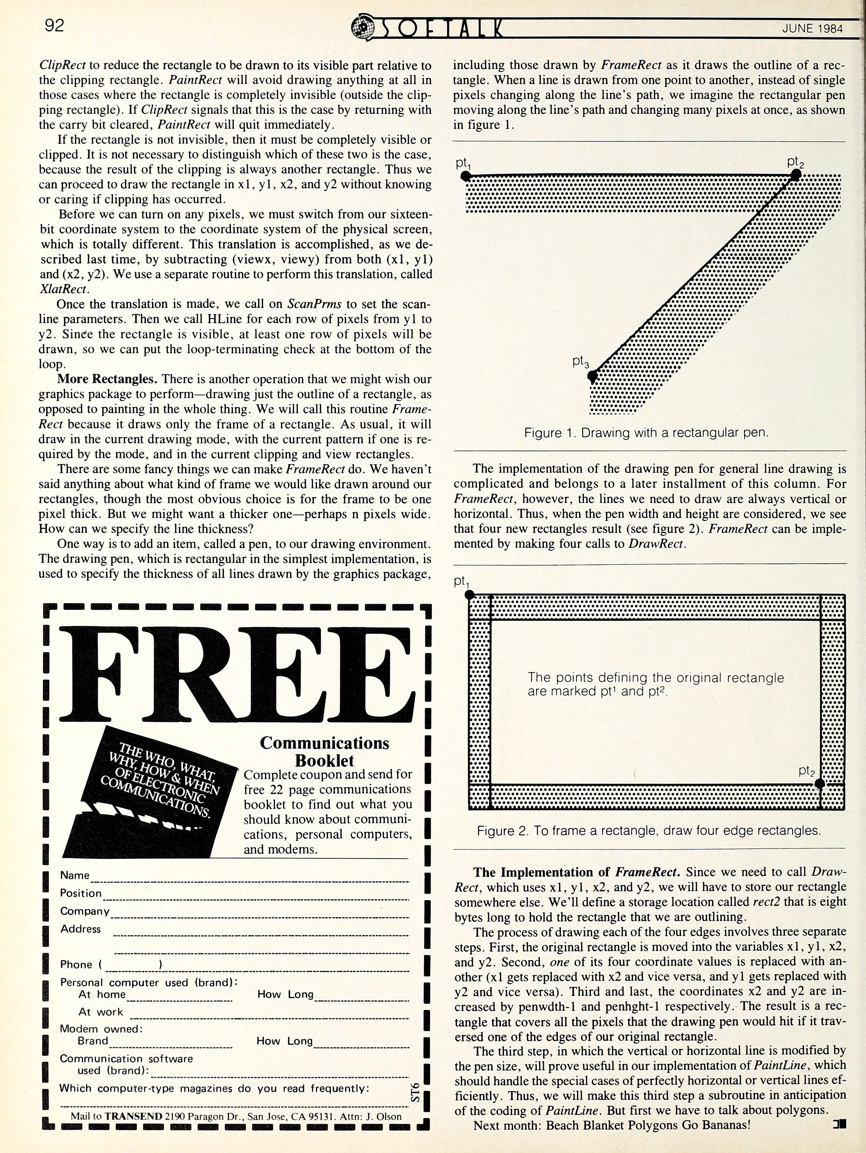 92
SOFTALK
JUNE 1984
ClipRect to reduce the rectangle to be drawn to its visible part relative to
the clipping rectangle. PaintRect will avoid drawing anything at all in
those cases where the rectangle is completely invisible (outside the clip-
ping rectangle). If ClipRect signals that this is the case by returning with
the carry bit cleared, PaintRect will quit immediately.
If the rectangle is not invisible, then it must be completely visible or
clipped. It is not necessary to distinguish which of these two is the case,
because the result of the clipping is always another rectangle. Thus we
can proceed to draw the rectangle in x1, y1, x2, and y2 without knowing
or caring if clipping has occurred.
Before we can turn on any pixels, we must switch from our sixteen-
bit coordinate system to the coordinate system of the physical screen,
which is totally different. This translation is accomplished, as we de-
scribed last time, by subtracting (viewx, viewy) from both (x1, y1)
and (x2, y2). We use a separate routine to perform this translation, called
XlatRect.
Once the translation is made, we call on ScanPrms to set the scan-
line parameters. Then we call HLine for each row of pixels from y1 to
y2. Since the rectangle is visible, at least one row of pixels will be
drawn, so we can put the loop-terminating check at the bottom of the
loop.
More Rectangles. There is another operation that we might wish our
graphics package to perform—drawing just the outline of a rectangle, as
opposed to painting in the whole thing. We will call this routine Frame-
Rect because it draws only the frame of a rectangle. As usual, it will
draw in the current drawing mode, with the current pattern if one is re-
quired by the mode, and in the current clipping and view rectangles.
There are some fancy things we can make FrameRect do. We haven't
said anything about what kind of frame we would like drawn around our
rectangles, though the most obvious choice is for the frame to be one
pixel thick. But we might want a thicker one—perhaps n pixels wide.
How can we specify the line thickness?
One way is to add an item, called a pen, to our drawing environment.
The drawing pen, which is rectangular in the simplest implementation, is
used to specify the thickness of all lines drawn by the graphics package,
FREE
THE WHO, WHAT,
WHY, HOW & WHEN
OF ELECTRONIC
COMMUNICATIONS.
Communications
Booklet
Complete coupon and send for
free 22 page communications
booklet to find out what you
should know about communi-
cations, personal computers,
and modems.
Name
Position
Company
Address
Phone ( )
Personal computer used (brand):
At home How Long
At work
Modem owned:
Brand How Long
Communication software
used (brand):
Which computer-type magazines do you read frequently:
ST6
Mail to TRANSEND 2190 Paragon Dr., San Jose, CA 95131. Attn: J. Olson
including those drawn by FrameRect as it draws the outline of a rec-
tangle. When a line is drawn from one point to another, instead of single
pixels changing along the line's path, we imagine the rectangular pen
moving along the line's path and changing many pixels at once, as shown
in figure 1.
pt1
pt2
pt3
Figure 1. Drawing with a rectangular pen.
The implementation of the drawing pen for general line drawing is
complicated and belongs to a later installment of this column. For
FrameRect, however, the lines we need to draw are always vertical or
horizontal. Thus, when the pen width and height are considered, we see
that four new rectangles result (see figure 2). FrameRect can be imple-
mented by making four calls to DrawRect.
pt1
The points defining the original rectangle
are marked pt¹ and pt².
pt2
Figure 2. To frame a rectangle, draw four edge rectangles.
The Implementation of FrameRect. Since we need to call Draw-
Rect, which uses x1, y1, x2, and y2, we will have to store our rectangle
somewhere else. We'll define a storage location called rect2 that is eight
bytes long to hold the rectangle that we are outlining.
The process of drawing each of the four edges involves three separate
steps. First, the original rectangle is moved into the variables x1, y1, x2,
and y2. Second, one of its four coordinate values is replaced with an-
other (x1 gets replaced with x2 and vice versa, and y1 gets replaced with
y2 and vice versa). Third and last, the coordinates x2 and y2 are in-
creased by penwdth-1 and penhght-1 respectively. The result is a rec-
tangle that covers all the pixels that the drawing pen would hit if it trav-
ersed one of the edges of our original rectangle.
The third step, in which the vertical or horizontal line is modified by
the pen size, will prove useful in our implementation of PaintLine, which
should handle the special cases of perfectly horizontal or vertical lines ef-
ficiently. Thus, we will make this third step a subroutine in anticipation
of the coding of PaintLine. But first we have to talk about polygons.
Next month: Beach Blanket Polygons Go Bananas!